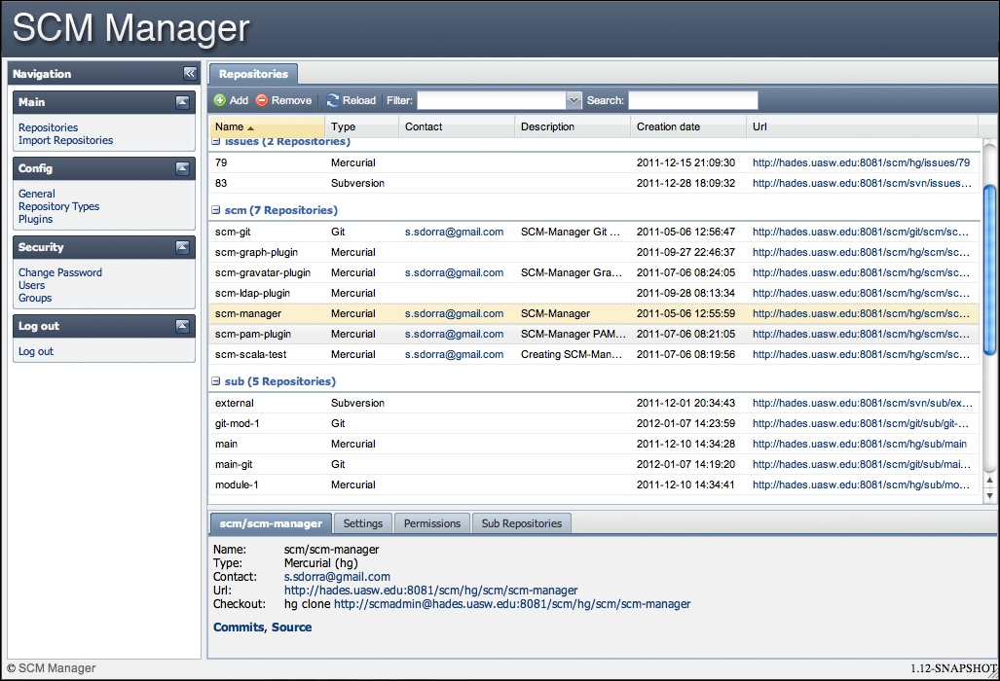 SCM Manager
Navigation
Main
Repositories
Import Repositories
Config
General
Repository Types
Plugins
Security
Change Password
Users
Groups
Log out
Log out
Repositories
Add Remove Reload Filter: Search:
Name Type Contact Description Creation date Url
issues (2 Repositories)
79 Mercurial 2011-12-15 21:09:30 http://hades.uasw.edu:8081/scm/hg/issues/79
83 Subversion 2011-12-28 18:09:32 http://hades.uasw.edu:8081/scm/svn/issues...
scm (7 Repositories)
scm-git Git s.sdorra@gmail.com SCM-Manager Git ... 2011-05-06 12:56:47 http://hades.uasw.edu:8081/scm/git/scm/sc...
scm-graph-plugin Mercurial 2011-09-27 22:46:37 http://hades.uasw.edu:8081/scm/hg/scm/sc...
scm-gravatar-plugin Mercurial s.sdorra@gmail.com SCM-Manager Gra... 2011-07-06 08:24:05 http://hades.uasw.edu:8081/scm/hg/scm/sc...
scm-ldap-plugin Mercurial 2011-09-28 08:13:34 http://hades.uasw.edu:8081/scm/hg/scm/sc...
scm-manager Mercurial s.sdorra@gmail.com SCM-Manager 2011-05-06 12:55:59 http://hades.uasw.edu:8081/scm/hg/scm/sc...
scm-pam-plugin Mercurial s.sdorra@gmail.com SCM-Manager PAM... 2011-07-06 08:21:05 http://hades.uasw.edu:8081/scm/hg/scm/sc...
scm-scala-test Mercurial s.sdorra@gmail.com Creating SCM-Man... 2011-07-06 08:19:56 http://hades.uasw.edu:8081/scm/hg/scm/sc...
sub (5 Repositories)
external Subversion 2011-12-01 20:34:43 http://hades.uasw.edu:8081/scm/svn/sub/ex...
git-mod-1 Git 2012-01-07 14:23:59 http://hades.uasw.edu:8081/scm/git/sub/git-...
main Mercurial 2011-12-10 14:34:28 http://hades.uasw.edu:8081/scm/hg/sub/main
main-git Git 2012-01-07 14:19:20 http://hades.uasw.edu:8081/scm/git/sub/mai...
module-1 Mercurial 2011-12-10 14:34:41 http://hades.uasw.edu:8081/scm/hg/sub/mo...
scm/scm-manager Settings Permissions Sub Repositories
Name: scm/scm-manager
Type: Mercurial (hg)
Contact: s.sdorra@gmail.com
Url: http://hades.uasw.edu:8081/scm/hg/scm/scm-manager
Checkout: hg clone http://scmadmin@hades.uasw.edu:8081/scm/hg/scm/scm-manager
Commits, Source
© SCM Manager
1.12-SNAPSHOT